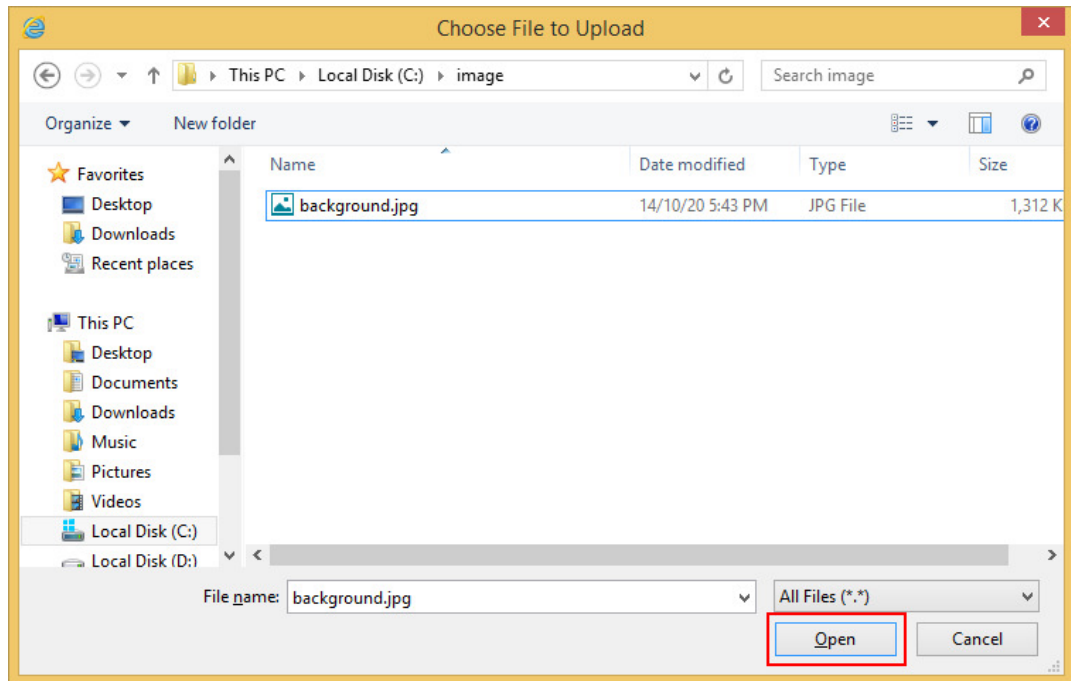 Choose File to Upload
This PC Local Disk (C:) image
Search image
Organize
New folder
Name Date modified Type Size
background.jpg 14/10/20 5:43 PM JPG File 1,312 K
Favorites
Desktop
Downloads
Recent places
This PC
Desktop
Documents
Downloads
Music
Pictures
Videos
Local Disk (C:)
Local Disk (D:)
File name: background.jpg
All Files (*.*)
Open
Cancel